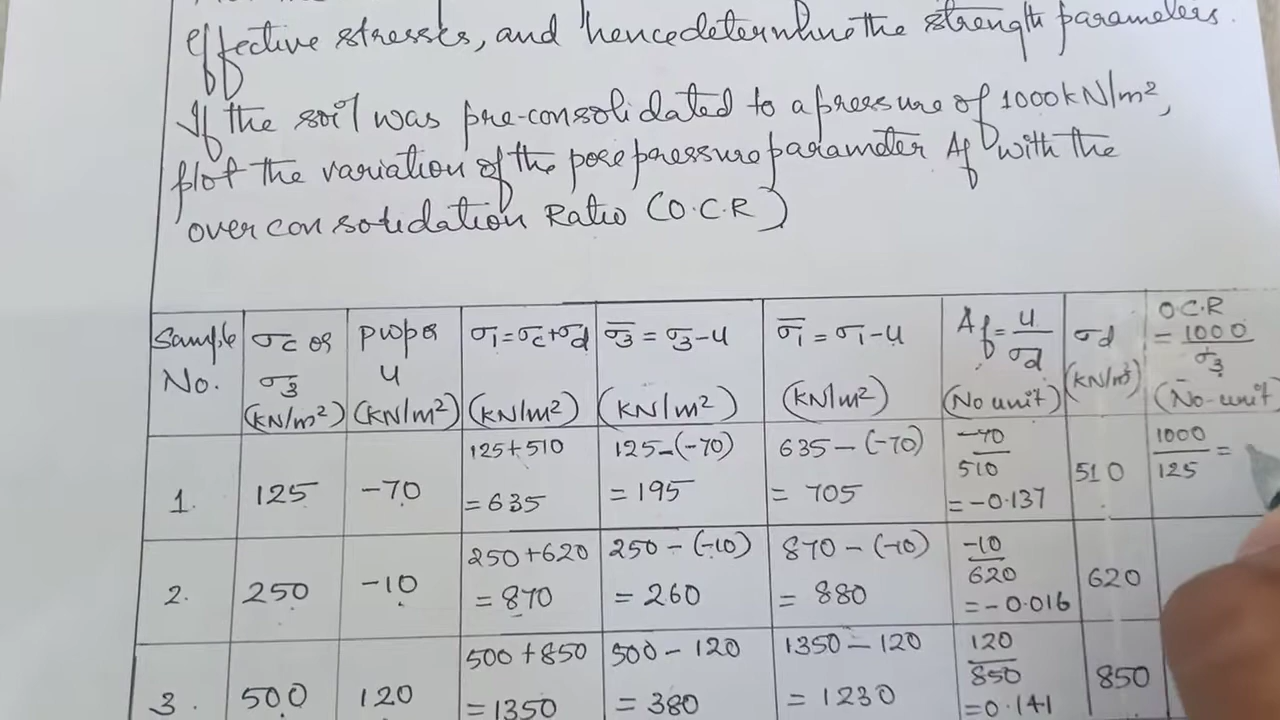 effective stresses, and hence determine the strength parameters.
If the soil was pre-consolidated to a pressure of 1000kN/m²,
plot the variation of the pore pressure parameter Af with the
over consolidation Ratio (O.C.R)
Sample No. σc or σ3 (kN/m²) pwp or u (kN/m²) σ1=σc+σd (kN/m²) σ̅3 = σ3-u (kN/m²) σ̅1 = σ1-u (kN/m²) Af = u/σd (No unit) σd (kN/m²) O.C.R = 1000/σ3 (No-unit)
1. 125 -70 125+510 =635 125-(-70) =195 635-(-70) = 705 -70/510 =-0.137 510 1000/125 =
2. 250 -10 250+620 = 870 250-(-10) = 260 870-(-10) = 880 -10/620 =-0.016 620
3. 500 120 500+850 =1350 500-120 =380 1350-120 = 1230 120/850 =0.141 850